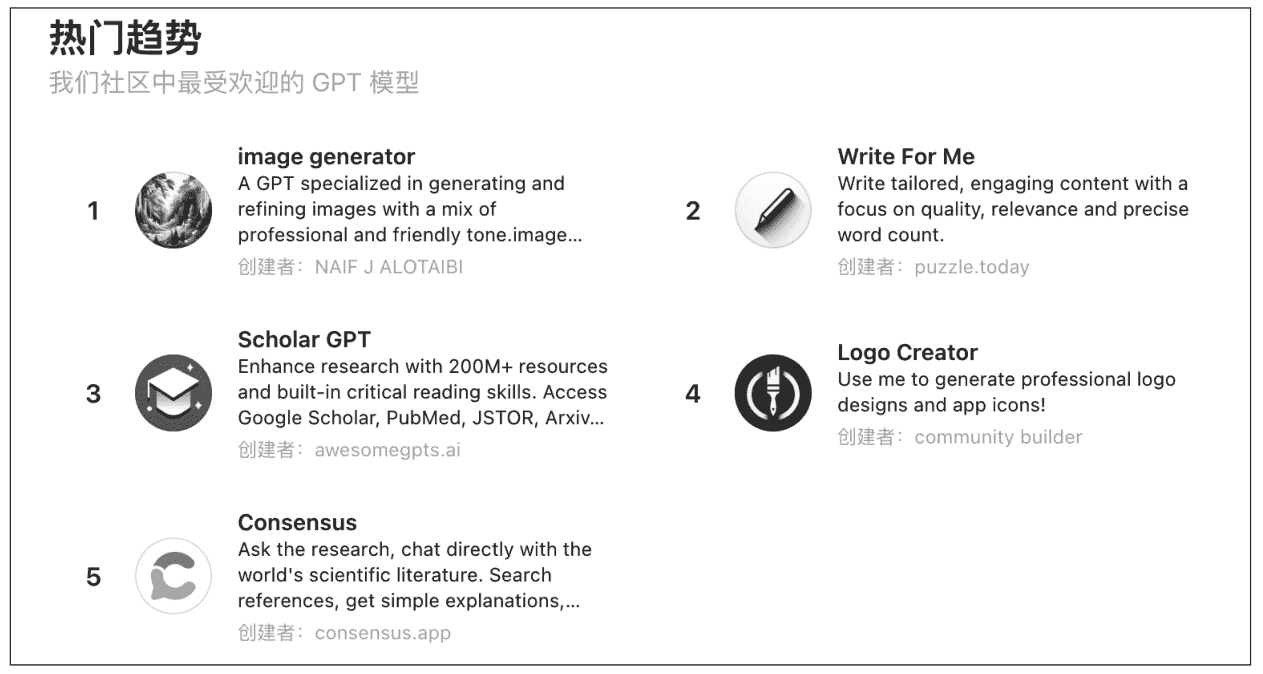 热门趋势
我们社区中最受欢迎的 GPT 模型
1
image generator
A GPT specialized in generating and
refining images with a mix of
professional and friendly tone.image...
创建者：NAIF J ALOTAIBI
2
Write For Me
Write tailored, engaging content with a
focus on quality, relevance and precise
word count.
创建者：puzzle.today
3
Scholar GPT
Enhance research with 200M+ resources
and built-in critical reading skills. Access
Google Scholar, PubMed, JSTOR, Arxiv...
创建者：awesomegpts.ai
4
Logo Creator
Use me to generate professional logo
designs and app icons!
创建者：community builder
5
Consensus
Ask the research, chat directly with the
world's scientific literature. Search
references, get simple explanations,...
创建者：consensus.app